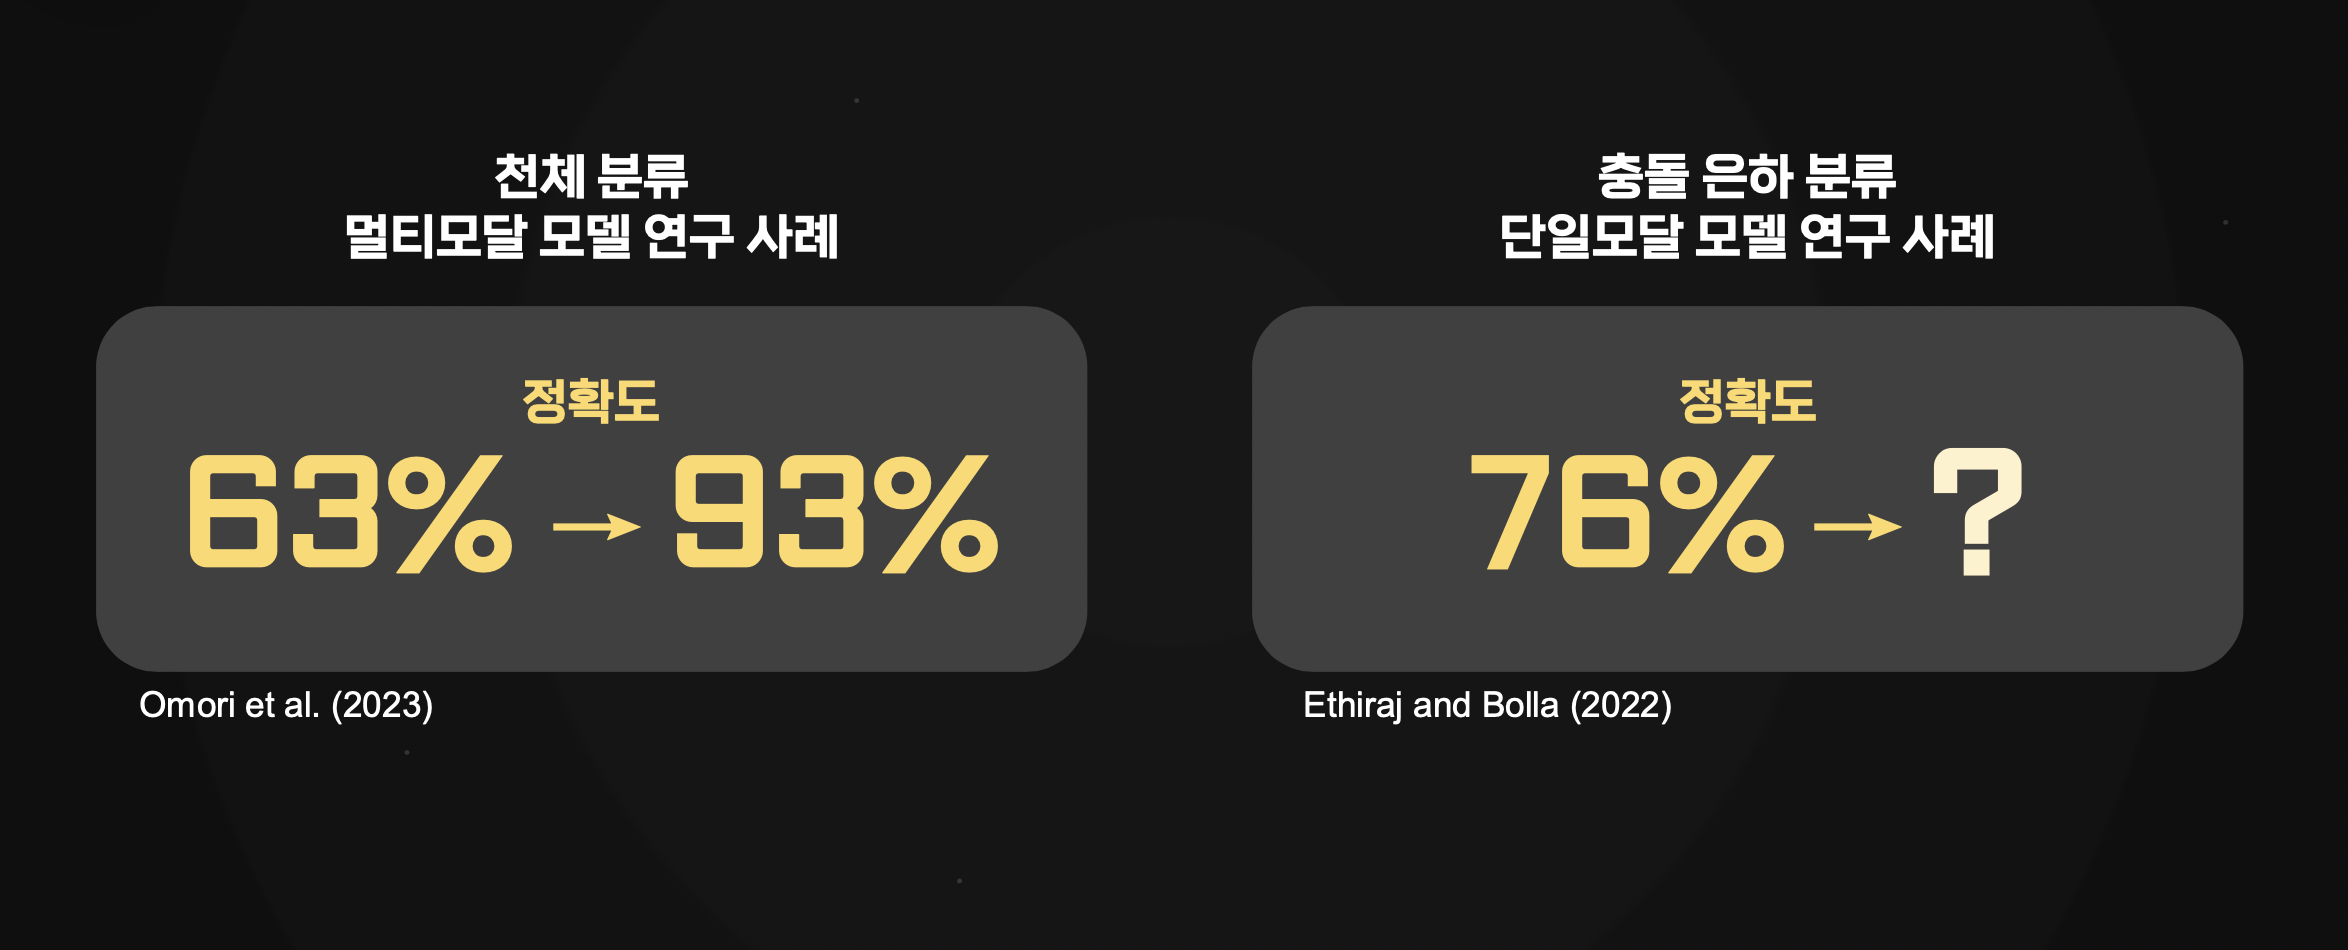 천체 분류
멀티모달 모델 연구 사례
정확도
63% → 93%
Omori et al. (2023)
충돌 은하 분류
단일모달 모델 연구 사례
정확도
76% → ?
Ethiraj and Bolla (2022)